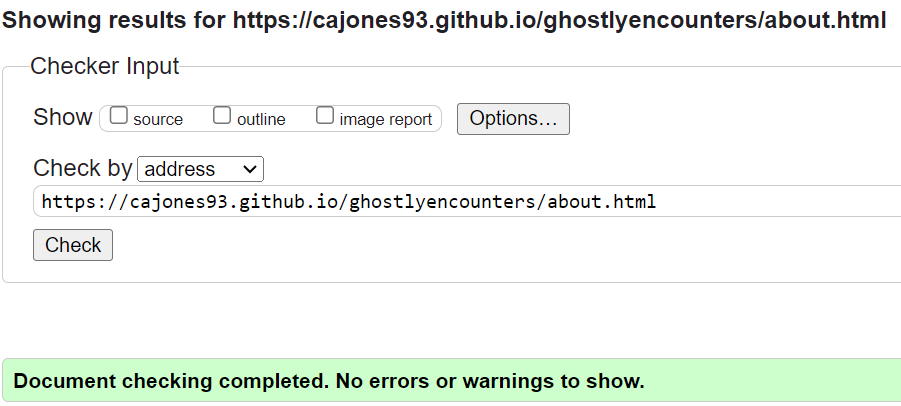 Showing results for https://cajones93.github.io/ghostlyencounters/about.html
Checker Input
Show source outline image report Options...
Check by address
https://cajones93.github.io/ghostlyencounters/about.html
Check
Document checking completed. No errors or warnings to show.